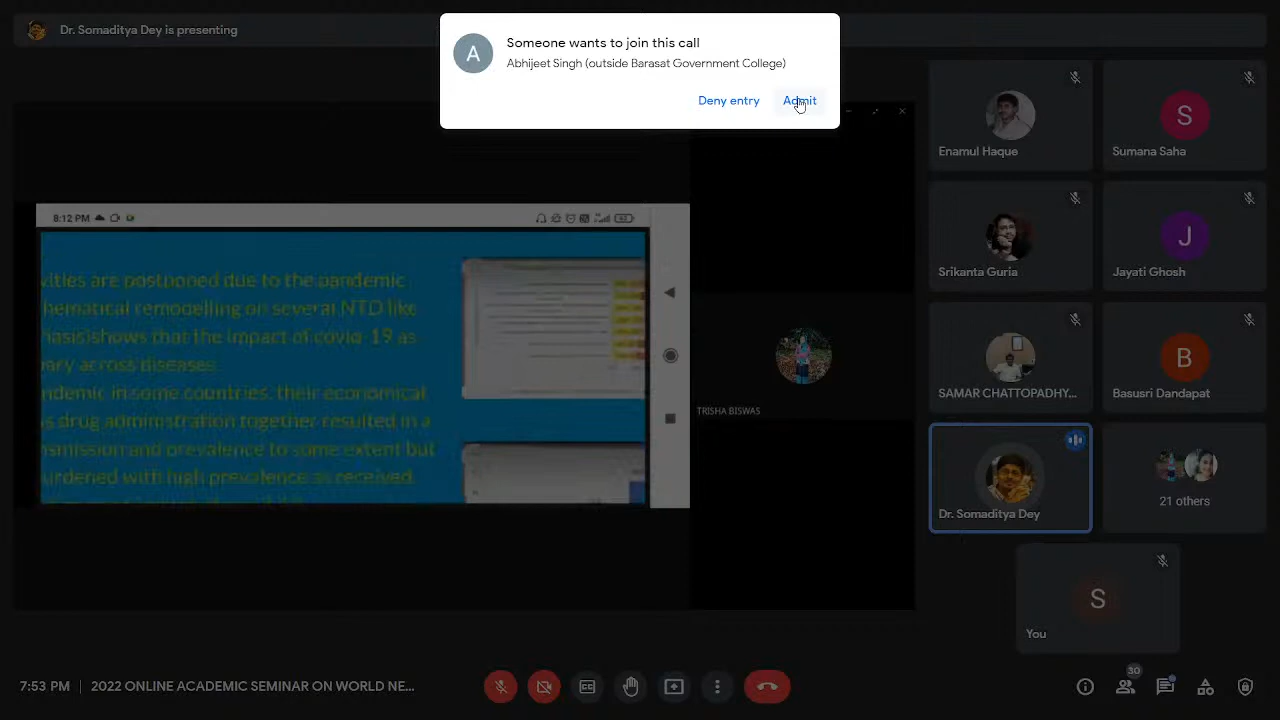 Dr. Somaditya Dey is presenting
Someone wants to join this call
A
Abhijeet Singh (outside Barasat Government College)
Deny entry
Admit
Enamul Haque
S
Sumana Saha
8:12 PM
vities are postponed due to the pandemic
hematical remodelling on several NTD like
hasis)shows that the impact of covid-19 as
ary across diseases.
ndemic in some countries, their economical
s drug administration together resulted in a
nsmission and prevalence to some extent but
urdened with high prevalence as received
TRISHA BISWAS
Srikanta Guria
J
Jayati Ghosh
SAMAR CHATTOPADHY...
B
Basusri Dandapat
Dr. Somaditya Dey
21 others
S
You
7:53 PM | 2022 ONLINE ACADEMIC SEMINAR ON WORLD NE...
30